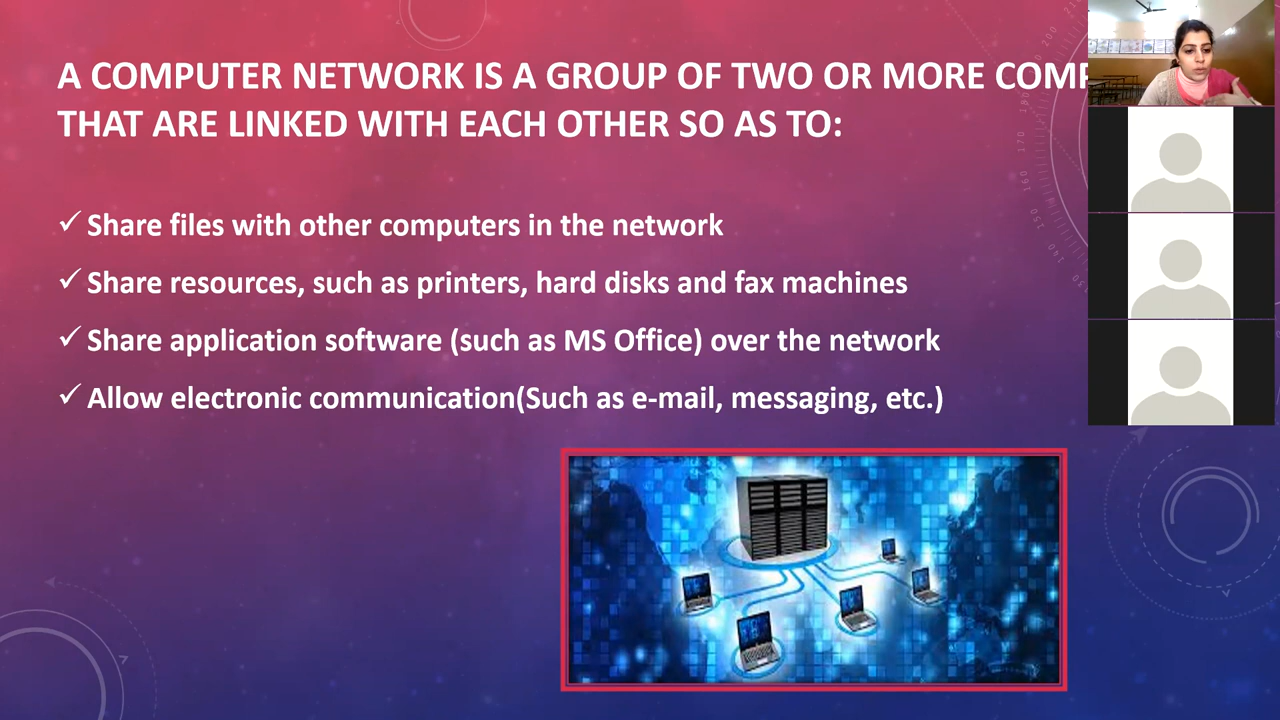 A COMPUTER NETWORK IS A GROUP OF TWO OR MORE
THAT ARE LINKED WITH EACH OTHER SO AS TO:
✓ Share files with other computers in the network
✓ Share resources, such as printers, hard disks and fax machines
✓ Share application software (such as MS Office) over the network
✓ Allow electronic communication(Such as e-mail, messaging, etc.)